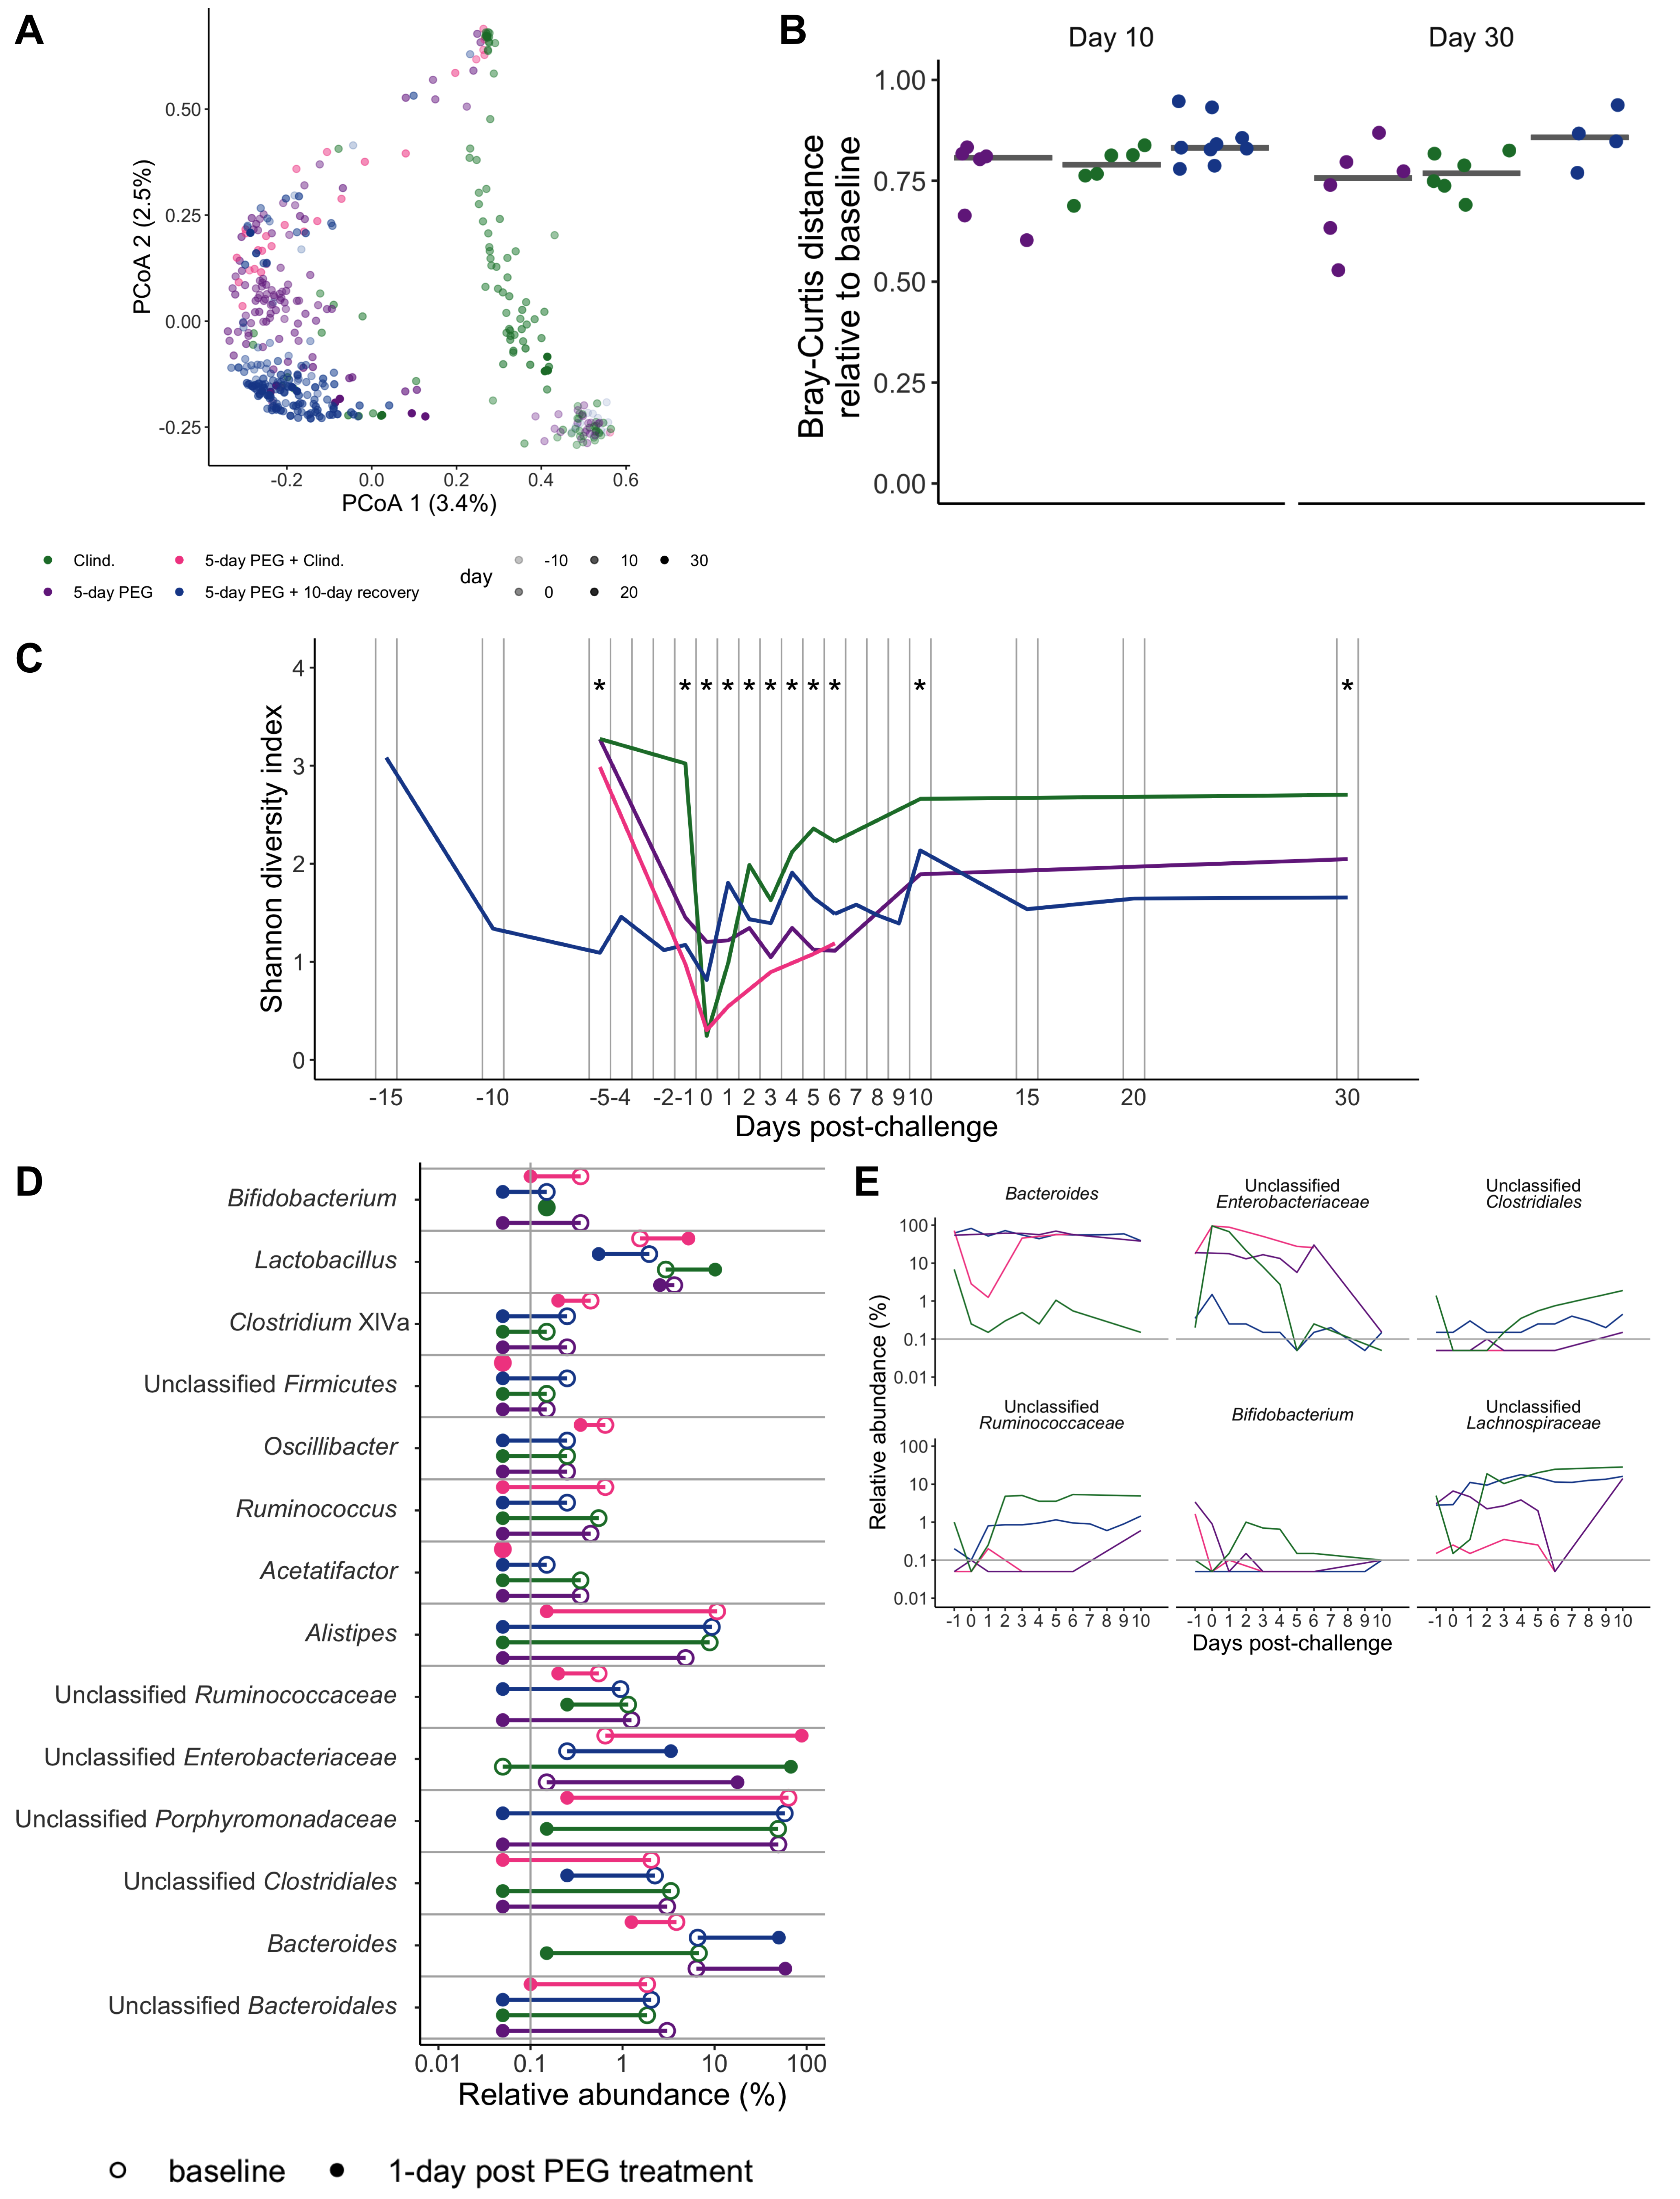 A
PCoA 2 (2.5%)
0.50
0.25
0.00
-0.25
-0.2 0.0 0.2 0.4 0.6
PCoA 1 (3.4%)
B
Day 10 Day 30
Bray-Curtis distance
relative to baseline
1.00
0.75
0.50
0.25
0.00
Clind. 5-day PEG + Clind.
5-day PEG 5-day PEG + 10-day recovery
day
-10 10 30
0 20
C
Shannon diversity index
4
3
2
1
0
* * * * * * * * * * *
-15 -10 -5 -4 -2 -1 0 1 2 3 4 5 6 7 8 9 10 15 20 30
Days post-challenge
D
Bifidobacterium
Lactobacillus
Clostridium XIVa
Unclassified Firmicutes
Oscillibacter
Ruminococcus
Acetatifactor
Alistipes
Unclassified Ruminococcaceae
Unclassified Enterobacteriaceae
Unclassified Porphyromonadaceae
Unclassified Clostridiales
Bacteroides
Unclassified Bacteroidales
0.01 0.1 1 10 100
Relative abundance (%)
baseline 1-day post PEG treatment
E
Relative abundance (%)
Bacteroides
Unclassified
Enterobacteriaceae
Unclassified
Clostridiales
100
10
1
0.1
0.01
Unclassified
Ruminococcaceae
Bifidobacterium
Unclassified
Lachnospiraceae
100
10
1
0.1
0.01
-1 0 1 2 3 4 5 6 7 8 9 10
-1 0 1 2 3 4 5 6 7 8 9 10
-1 0 1 2 3 4 5 6 7 8 9 10
Days post-challenge